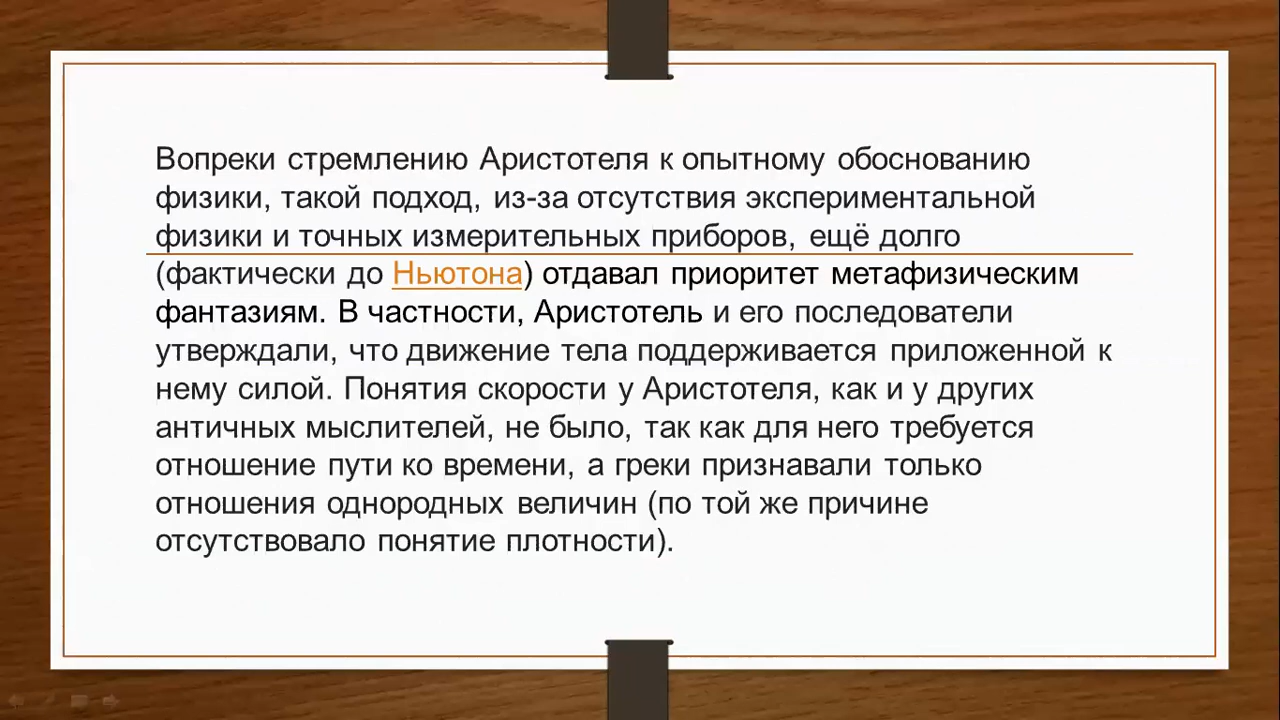 Вопреки стремлению Аристотеля к опытному обоснованию
физики, такой подход, из-за отсутствия экспериментальной
физики и точных измерительных приборов, ещё долго
(фактически до Ньютона) отдавал приоритет метафизическим
фантазиям. В частности, Аристотель и его последователи
утверждали, что движение тела поддерживается приложенной к
нему силой. Понятия скорости у Аристотеля, как и у других
античных мыслителей, не было, так как для него требуется
отношение пути ко времени, а греки признавали только
отношения однородных величин (по той же причине
отсутствовало понятие плотности).